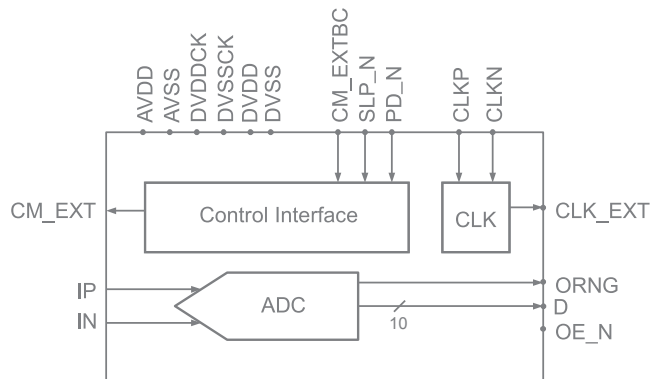 AVDD
AVSS
DVDDCK
DVSSCK
DVDD
DVSS
CM_EXTBC
SLP_N
PD_N
CLKP
CLKN
CM_EXT
Control Interface
CLK
CLK_EXT
IP
IN
ADC
10
ORNG
D
OE_N